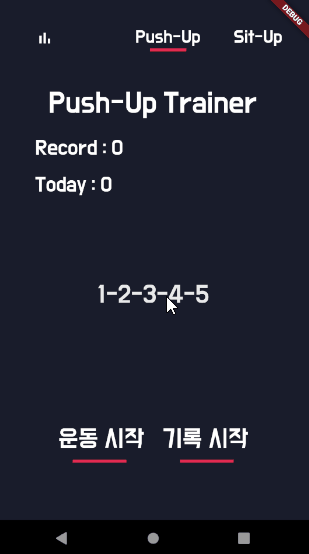 DEBUG
Push-Up Sit-Up
Push-Up Trainer
Record : 0
Today : 0
1-2-3-4-5
운동 시작 기록 시작